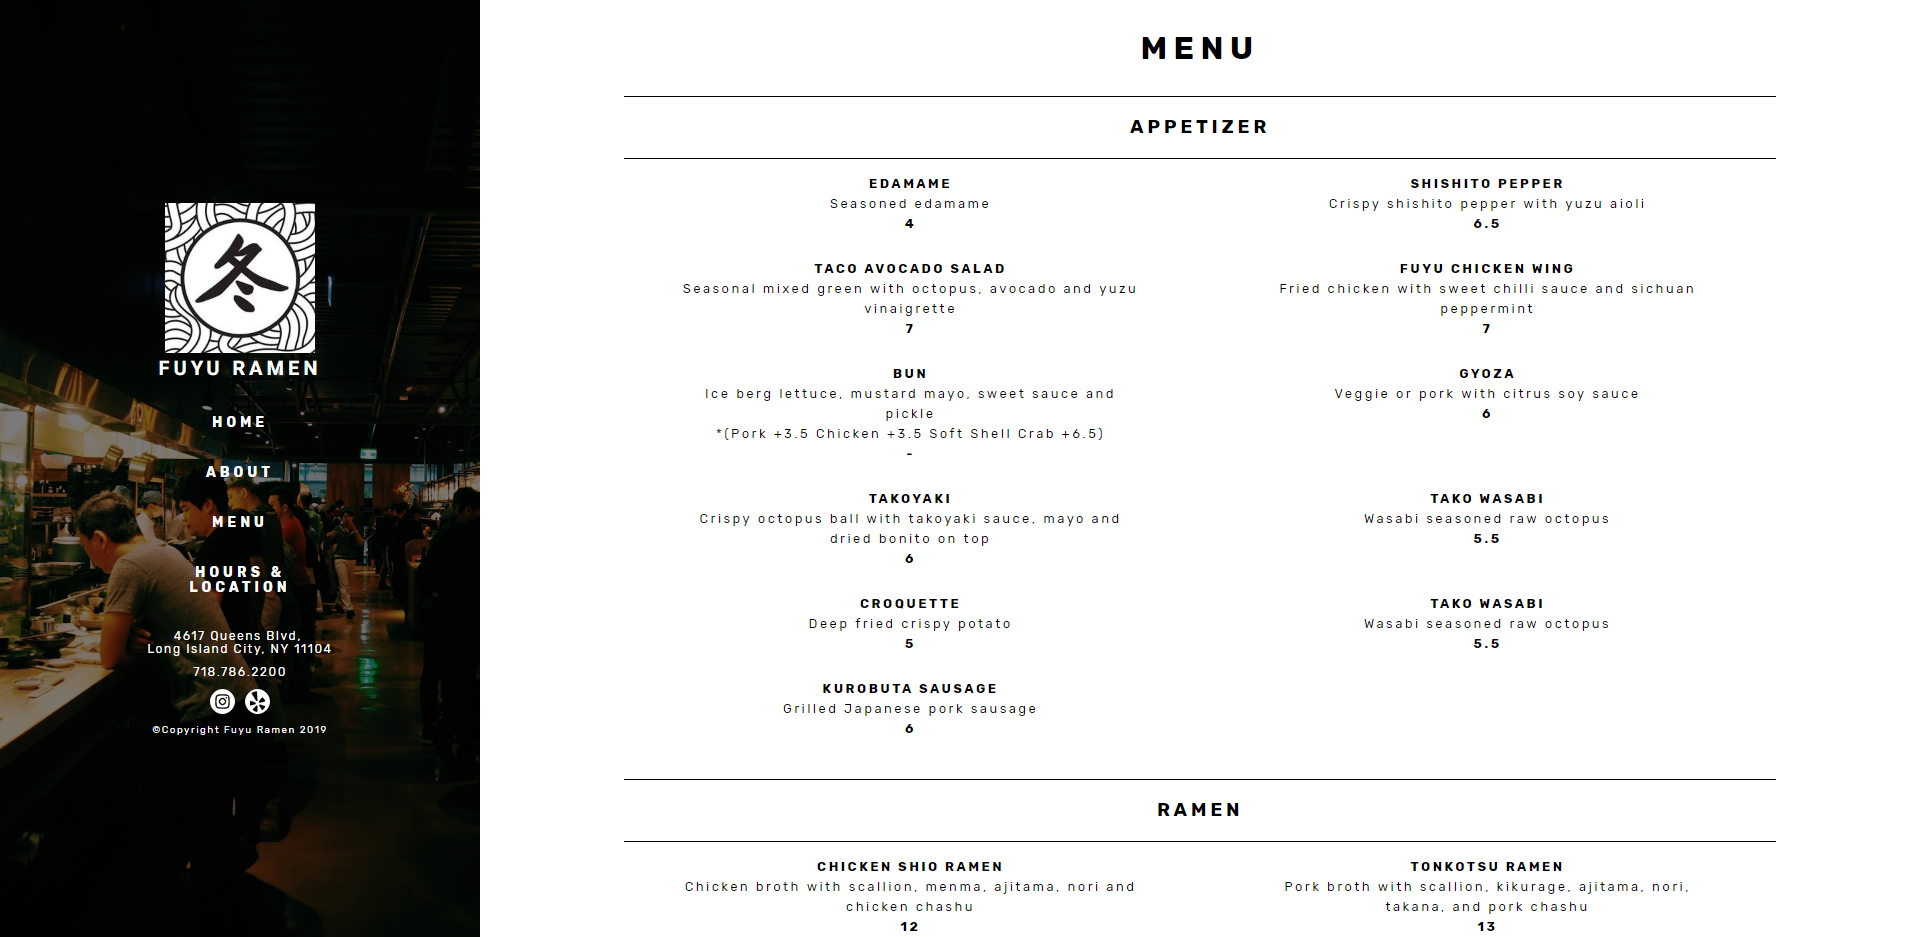 冬
FUYU RAMEN
HOME
ABOUT
MENU
HOURS &
LOCATION
4617 Queens Blvd,
Long Island City, NY 11104
718.786.2200
©Copyright Fuyu Ramen 2019
MENU
APPETIZER
EDAMAME
Seasoned edamame
4
SHISHITO PEPPER
Crispy shishito pepper with yuzu aioli
6.5
TACO AVOCADO SALAD
Seasonal mixed green with octopus, avocado and yuzu
vinaigrette
7
FUYU CHICKEN WING
Fried chicken with sweet chilli sauce and sichuan
peppermint
7
BUN
Ice berg lettuce, mustard mayo, sweet sauce and
pickle
*(Pork +3.5 Chicken +3.5 Soft Shell Crab +6.5)
-
GYOZA
Veggie or pork with citrus soy sauce
6
TAKOYAKI
Crispy octopus ball with takoyaki sauce, mayo and
dried bonito on top
6
TAKO WASABI
Wasabi seasoned raw octopus
5.5
CROQUETTE
Deep fried crispy potato
5
TAKO WASABI
Wasabi seasoned raw octopus
5.5
KUROBUTA SAUSAGE
Grilled Japanese pork sausage
6
RAMEN
CHICKEN SHIO RAMEN
Chicken broth with scallion, menma, ajitama, nori and
chicken chashu
12
TONKOTSU RAMEN
Pork broth with scallion, kikurage, ajitama, nori,
takana, and pork chashu
13